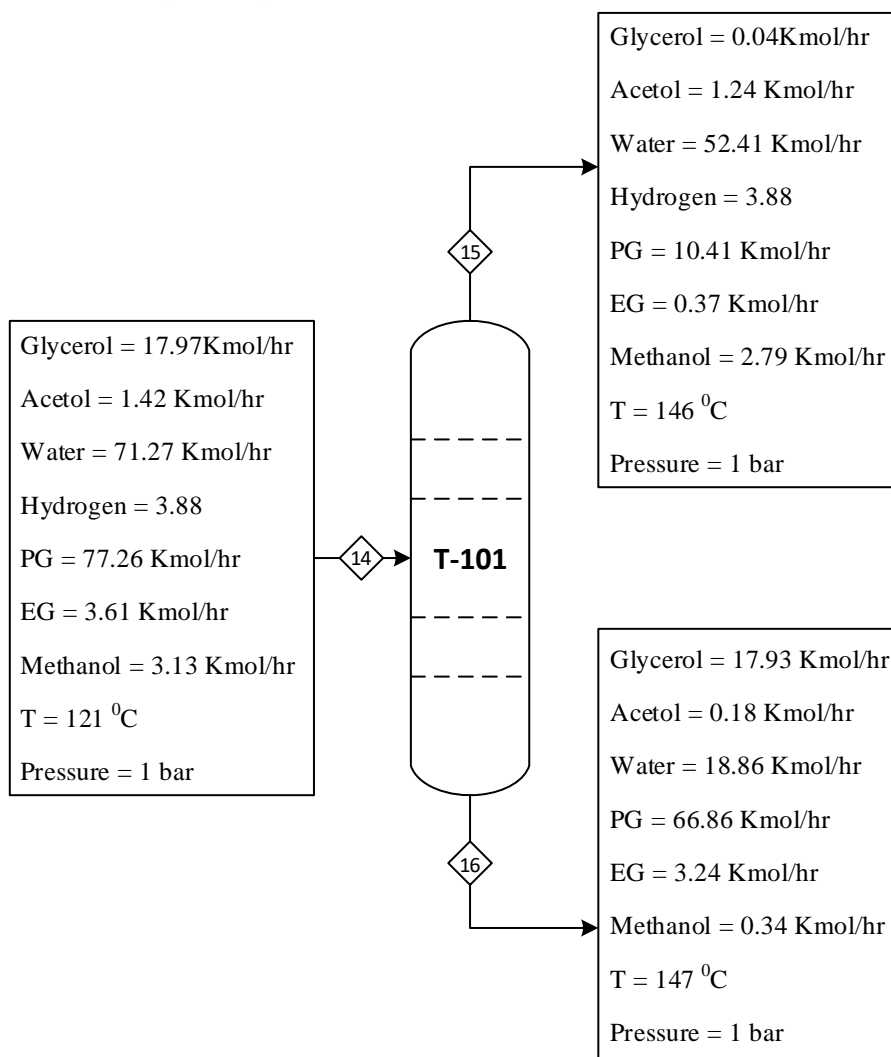 Glycerol = 0.04Kmol/hr
Acetol = 1.24 Kmol/hr
Water = 52.41 Kmol/hr
Hydrogen = 3.88
PG = 10.41 Kmol/hr
EG = 0.37 Kmol/hr
Methanol = 2.79 Kmol/hr
T = 146 ⁰C
Pressure = 1 bar
15
Glycerol = 17.97Kmol/hr
Acetol = 1.42 Kmol/hr
Water = 71.27 Kmol/hr
Hydrogen = 3.88
PG = 77.26 Kmol/hr
EG = 3.61 Kmol/hr
Methanol = 3.13 Kmol/hr
T = 121 ⁰C
Pressure = 1 bar
14
T-101
16
Glycerol = 17.93 Kmol/hr
Acetol = 0.18 Kmol/hr
Water = 18.86 Kmol/hr
PG = 66.86 Kmol/hr
EG = 3.24 Kmol/hr
Methanol = 0.34 Kmol/hr
T = 147 ⁰C
Pressure = 1 bar